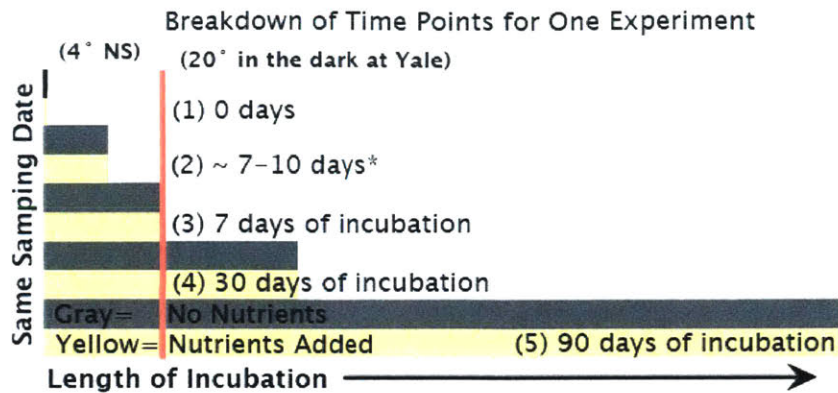 Breakdown of Time Points for One Experiment
(4° NS)
(20° in the dark at Yale)
(1) 0 days
(2) ~ 7-10 days*
(3) 7 days of incubation
(4) 30 days of incubation
Gray= No Nutrients
Yellow= Nutrients Added
(5) 90 days of incubation
Same Samping Date
Length of Incubation